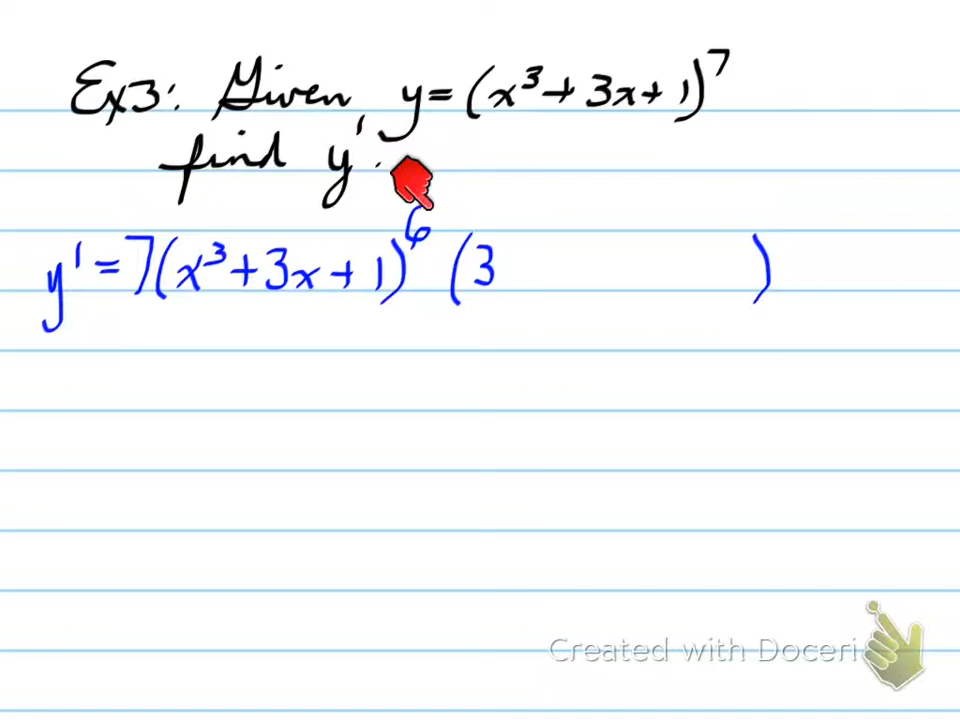 Ex3: Given y = (x³ + 3x + 1)⁷
find y'.
y' = 7(x³ + 3x + 1)⁶ (3 )
Created with Doceri